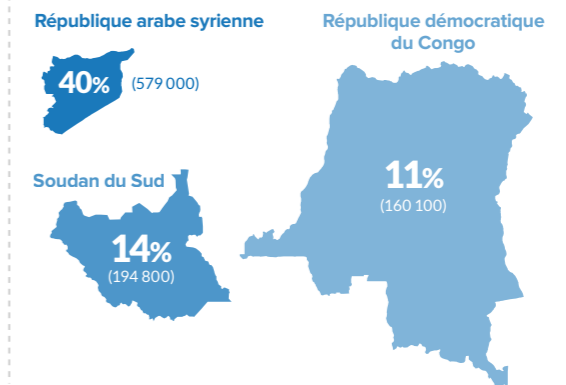 République arabe syrienne
40% (579 000)
République démocratique
du Congo
11%
(160 100)
Soudan du Sud
14%
(194 800)